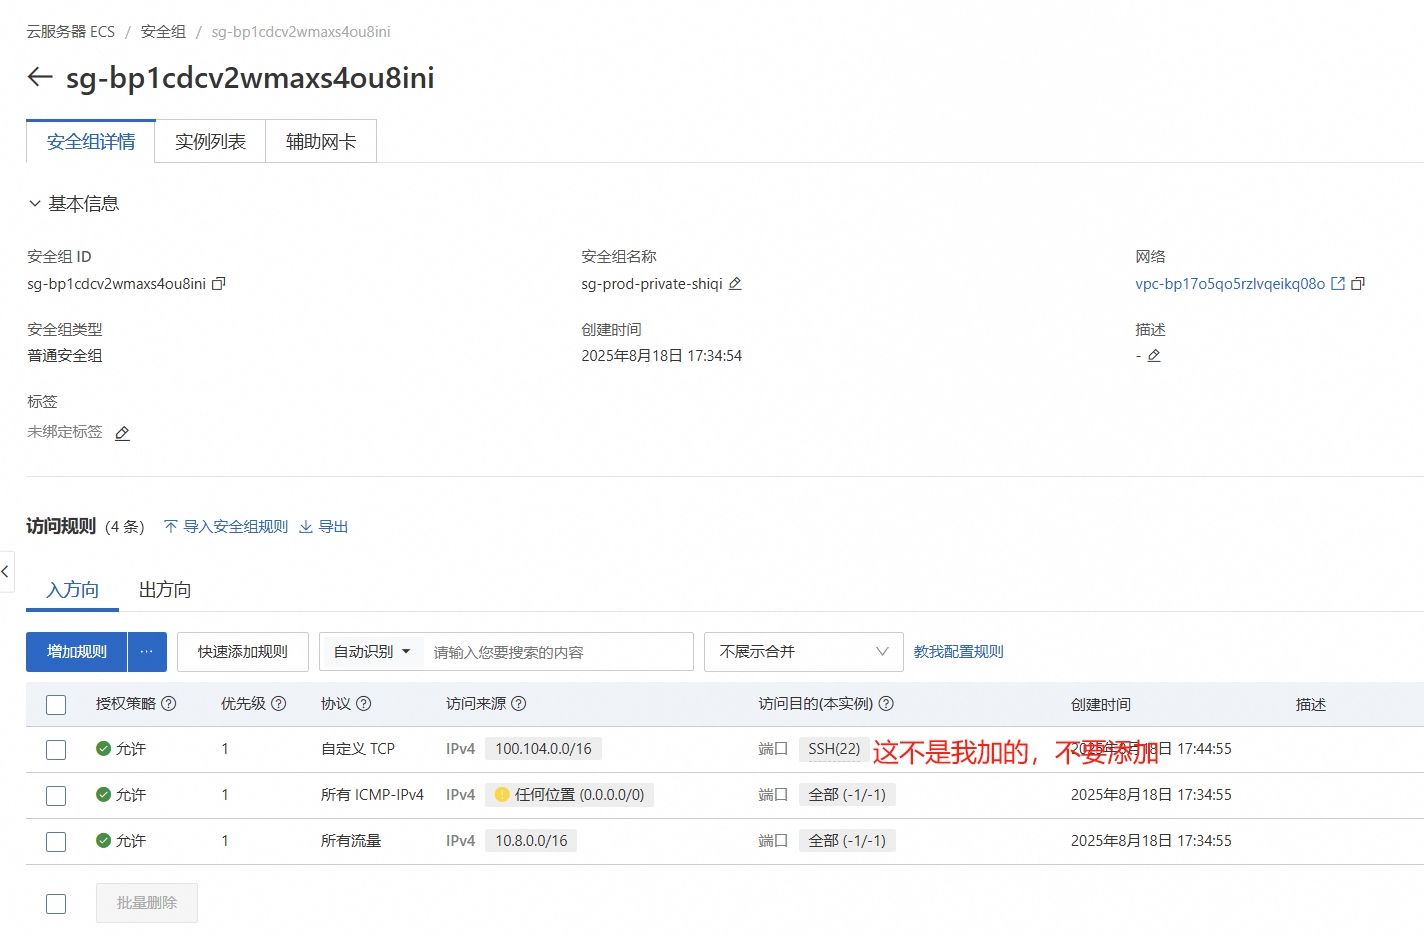 云服务器 ECS / 安全组 / sg-bp1cdcv2wmaxs4ou8ini
sg-bp1cdcv2wmaxs4ou8ini
安全组详情 实例列表 辅助网卡
基本信息
安全组 ID 安全组名称 网络
sg-bp1cdcv2wmaxs4ou8ini sg-prod-private-shiqi vpc-bp17o5qo5rzlvqeikq08o
安全组类型 创建时间 描述
普通安全组 2025年8月18日 17:34:54 -
标签
未绑定标签
访问规则 (4 条) 导入安全组规则 导出
入方向 出方向
增加规则 ··· 快速添加规则 自动识别 请输入您要搜索的内容 不展示合并 教我配置规则
授权策略 优先级 协议 访问来源 访问目的(本实例) 创建时间 描述
允许 1 自定义 TCP IPv4 100.104.0.0/16 端口 SSH(22) 这不是我加的，不要添加 2025年8月18日 17:44:55
允许 1 所有 ICMP-IPv4 IPv4 任何位置 (0.0.0.0/0) 端口 全部 (-1/-1) 2025年8月18日 17:34:55
允许 1 所有流量 IPv4 10.8.0.0/16 端口 全部 (-1/-1) 2025年8月18日 17:34:55
批量删除